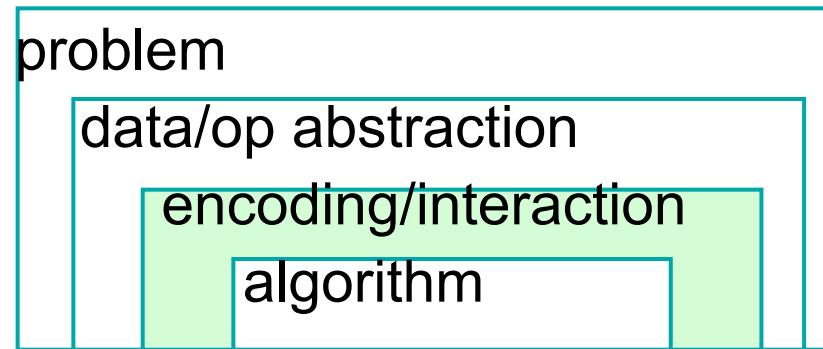 problem
data/op abstraction
encoding/interaction
algorithm